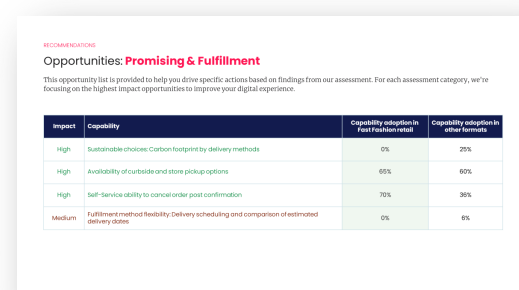 RECOMMENDATIONS
Opportunities: Promising & Fulfillment
This opportunity list is provided to help you drive specific actions based on findings from our assessment. For each assessment category, we're
focusing on the highest impact opportunities to improve your digital experience.
Impact Capability Capability adoption in Fast Fashion retail Capability adoption in other formats
High Sustainable choices: Carbon footprint by delivery methods 0% 25%
High Availability of curbside and store pickup options 65% 60%
High Self-Service ability to cancel order post confirmation 70% 36%
Medium Fulfillment method flexibility: Delivery scheduling and comparison of estimated delivery dates 0% 6%